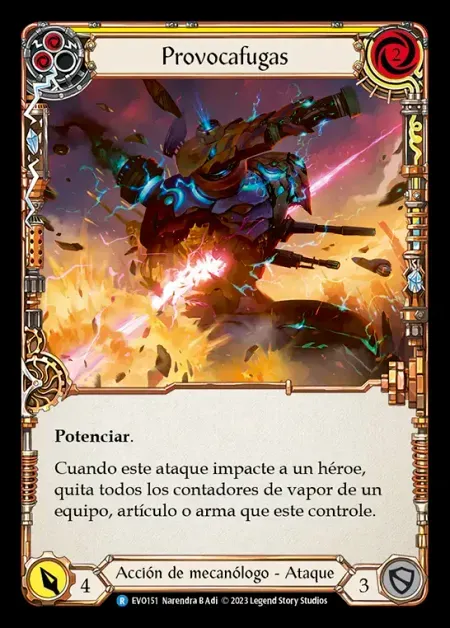 Provocafugas
2
Potenciar.
Cuando este ataque impacte a un héroe,
quita todos los contadores de vapor de un
equipo, artículo o arma que este controle.
4
Acción de mecanólogo - Ataque
3
R EVO151 Narendra B Adi © 2023 Legend Story Studios